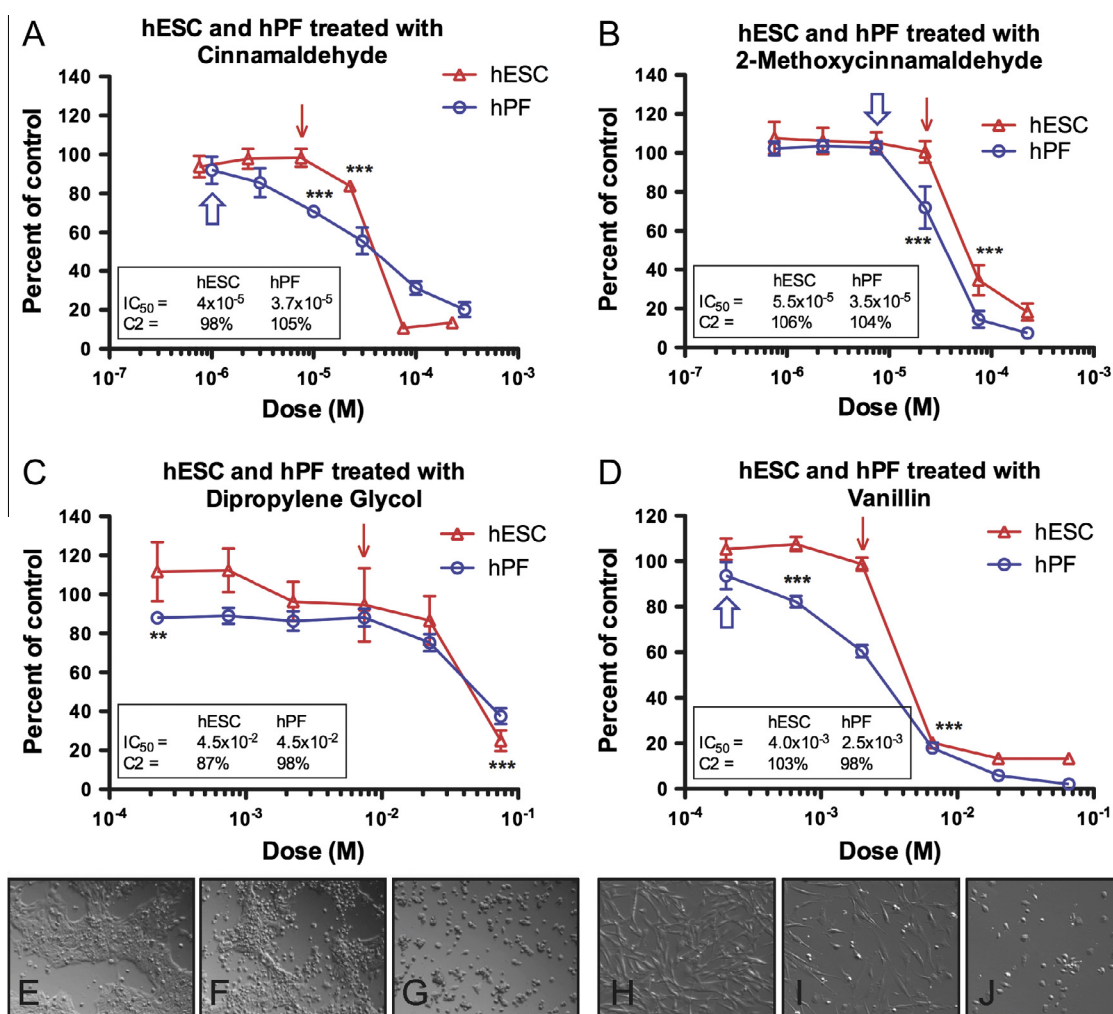 A
hESC and hPF treated with
Cinnamaldehyde
hESC
hPF
Percent of control
140
120
100
80
60
40
20
0
***
***
hESC hPF
IC50 = 4x10-5 3.7x10-5
C2 = 98% 105%
10-7 10-6 10-5 10-4 10-3
Dose (M)
B
hESC and hPF treated with
2-Methoxycinnamaldehyde
hESC
hPF
Percent of control
140
120
100
80
60
40
20
0
***
***
hESC hPF
IC50 = 5.5x10-5 3.5x10-5
C2 = 106% 104%
10-7 10-6 10-5 10-4 10-3
Dose (M)
C
hESC and hPF treated with
Dipropylene Glycol
hESC
hPF
Percent of control
140
120
100
80
60
40
20
0
**
***
hESC hPF
IC50 = 4.5x10-2 4.5x10-2
C2 = 87% 98%
10-4 10-3 10-2 10-1
Dose (M)
D
hESC and hPF treated with
Vanillin
hESC
hPF
Percent of control
120
100
80
60
40
20
0
***
***
hESC hPF
IC50 = 4.0x10-3 2.5x10-3
C2 = 103% 98%
10-4 10-3 10-2 10-1
Dose (M)
E F G H I J